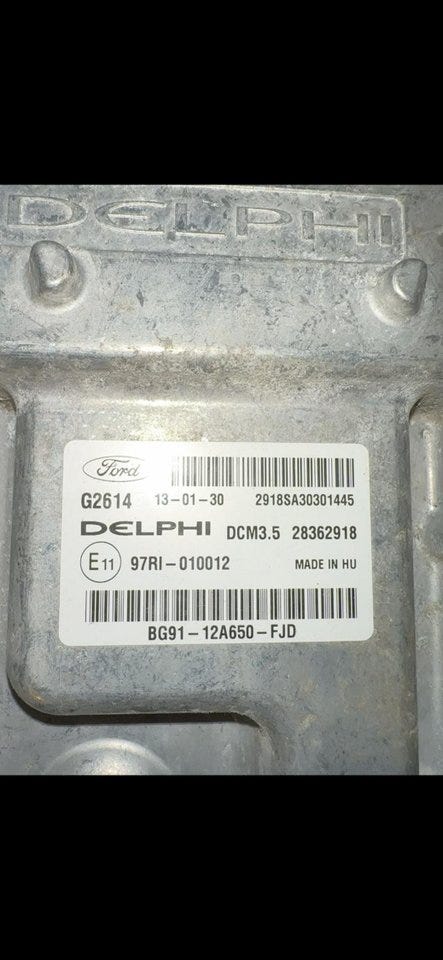 DELPHI
Ford
G2614 13-01-30 2918SA30301445
DELPHI DCM3.5 28362918
E11 97RI-010012 MADE IN HU
BG91-12A650-FJD